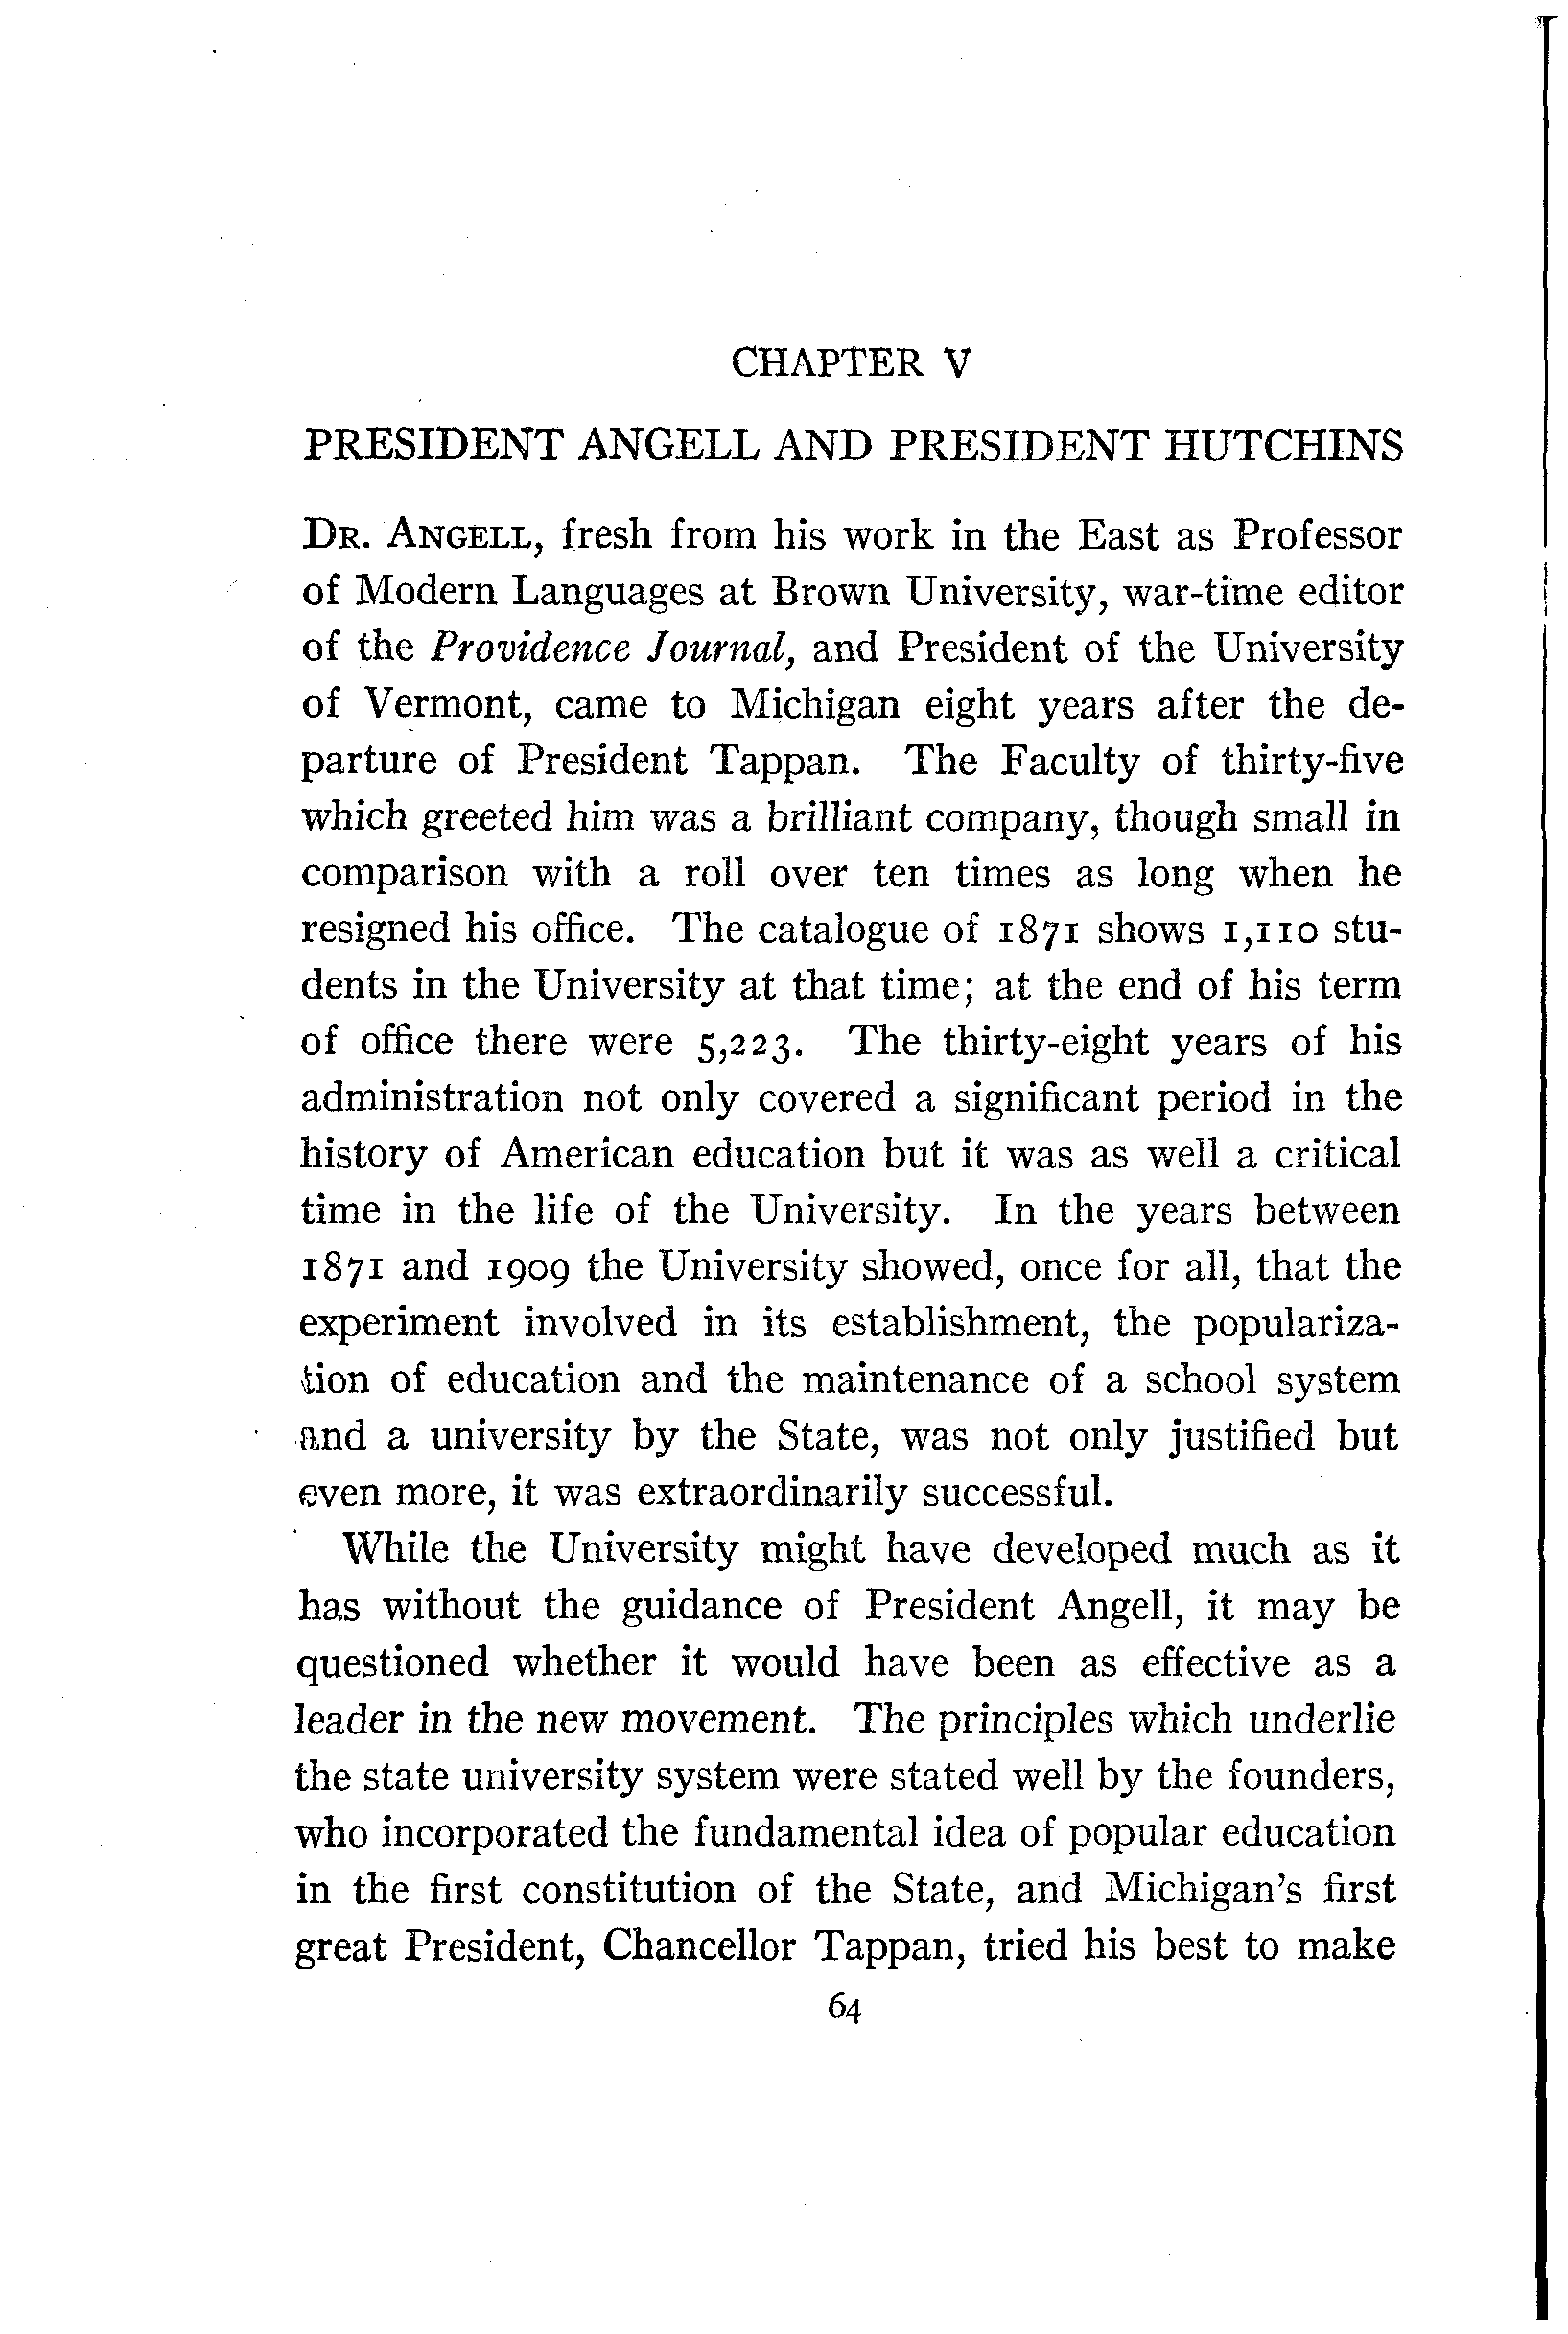 CHAPTER V
PRESIDENT ANGELL AND PRESIDENT HUTCHINS
DR. ANGELL, fresh from his work in the East as Professor
of Modern Languages at Brown University, war-time editor
of the Providence Journal, and President of the University
of Vermont, came to Michigan eight years after the de-
parture of President Tappan. The Faculty of thirty-five
which greeted him was a brilliant company, though small in
comparison with a roll over ten times as long when he
resigned his office. The catalogue of 1871 shows 1,110 stu-
dents in the University at that time; at the end of his term
of office there were 5,223. The thirty-eight years of his
administration not only covered a significant period in the
history of American education but it was as well a critical
time in the life of the University. In the years between
1871 and 1909 the University showed, once for all, that the
experiment involved in its establishment, the populariza-
tion of education and the maintenance of a school system
and a university by the State, was not only justified but
even more, it was extraordinarily successful.
While the University might have developed much as it
has without the guidance of President Angell, it may be
questioned whether it would have been as effective as a
leader in the new movement. The principles which underlie
the state university system were stated well by the founders,
who incorporated the fundamental idea of popular education
in the first constitution of the State, and Michigan's first
great President, Chancellor Tappan, tried his best to make
64